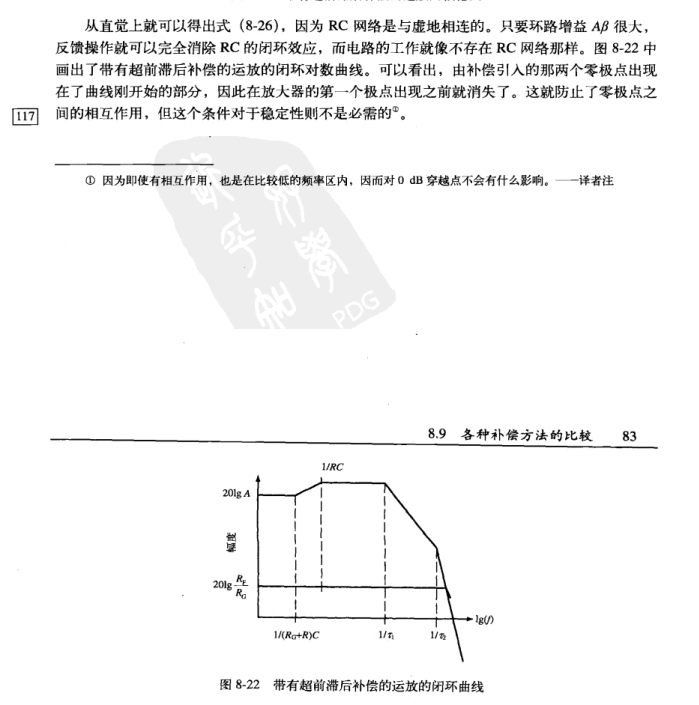 从直觉上就可以得出式（8-26），因为 RC 网络是与虚地相连的。只要环路增益 Aβ 很大，
反馈操作就可以完全消除 RC 的闭环效应，而电路的工作就像不存在 RC 网络那样。图 8-22 中
画出了带有超前滞后补偿的运放的闭环对数曲线。可以看出，由补偿引入的那两个零极点出现
在了曲线刚开始的部分，因此在放大器的第一个极点出现之前就消失了。这就防止了零极点之
117
间的相互作用，但这个条件对于稳定性则不是必需的①。
① 因为即使有相互作用，也是在比较低的频率区内，因而对 0 dB 穿越点不会有什么影响。——译者注
PDG
8.9 各种补偿方法的比较 83
1/RC
20lg A
幅度
20lg R_F/R_G
lg(f)
1/(R_G+R)C
1/τ₁
1/τ₂
图 8-22 带有超前滞后补偿的运放的闭环曲线